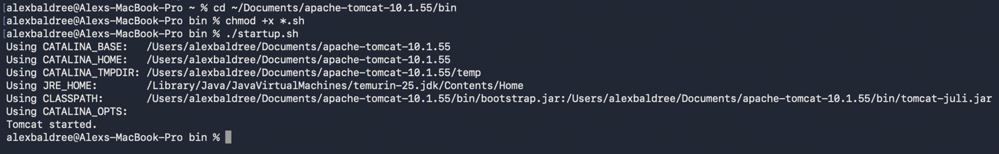 [alexbaldree@Alexs-MacBook-Pro ~ % cd ~/Documents/apache-tomcat-10.1.55/bin
[alexbaldree@Alexs-MacBook-Pro bin % chmod +x *.sh
[alexbaldree@Alexs-MacBook-Pro bin % ./startup.sh
Using CATALINA_BASE:   /Users/alexbaldree/Documents/apache-tomcat-10.1.55
Using CATALINA_HOME:   /Users/alexbaldree/Documents/apache-tomcat-10.1.55
Using CATALINA_TMPDIR: /Users/alexbaldree/Documents/apache-tomcat-10.1.55/temp
Using JRE_HOME:        /Library/Java/JavaVirtualMachines/temurin-25.jdk/Contents/Home
Using CLASSPATH:       /Users/alexbaldree/Documents/apache-tomcat-10.1.55/bin/bootstrap.jar:/Users/alexbaldree/Documents/apache-tomcat-10.1.55/bin/tomcat-juli.jar
Using CATALINA_OPTS:
Tomcat started.
alexbaldree@Alexs-MacBook-Pro bin %